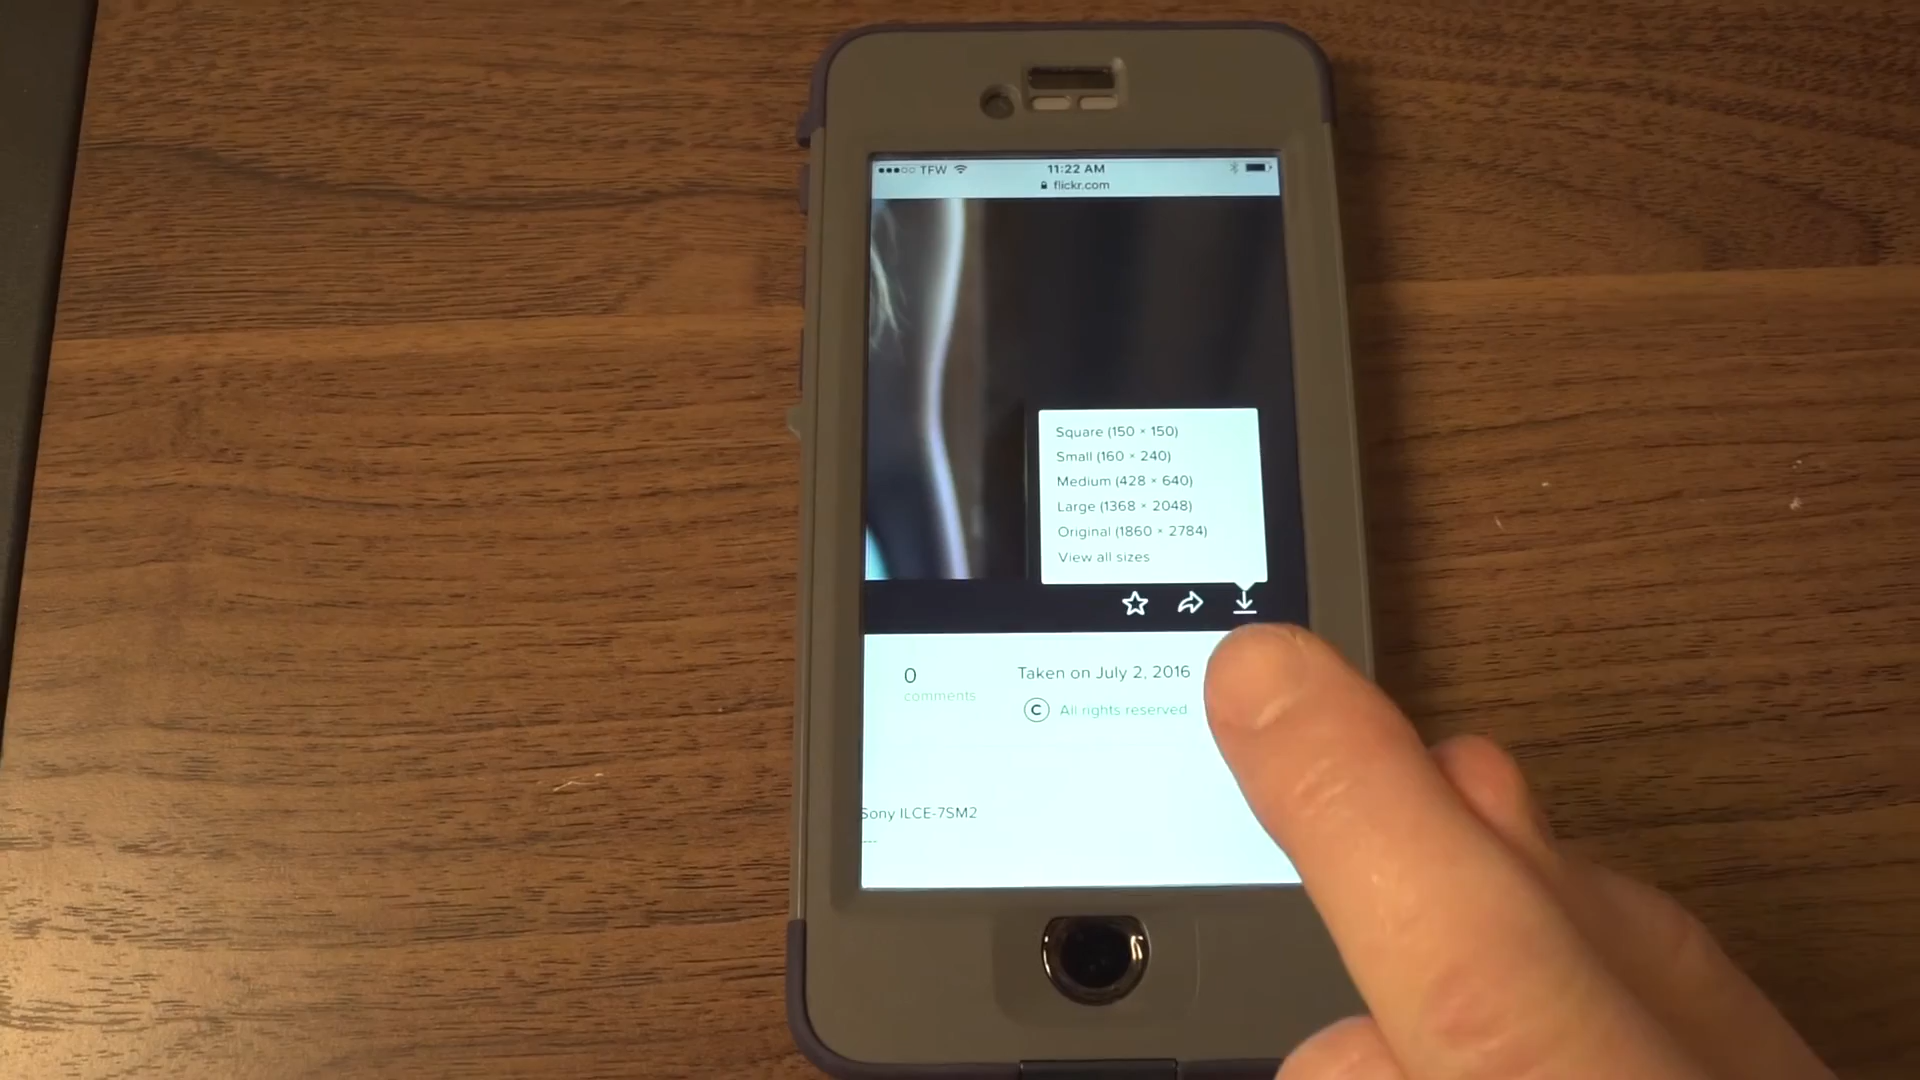 TFW
11:22 AM
flickr.com
Square (150 × 150)
Small (160 × 240)
Medium (428 × 640)
Large (1368 × 2048)
Original (1860 × 2784)
View all sizes
0
comments
Taken on July 2, 2016
C All rights reserved
Sony ILCE-7SM2
---